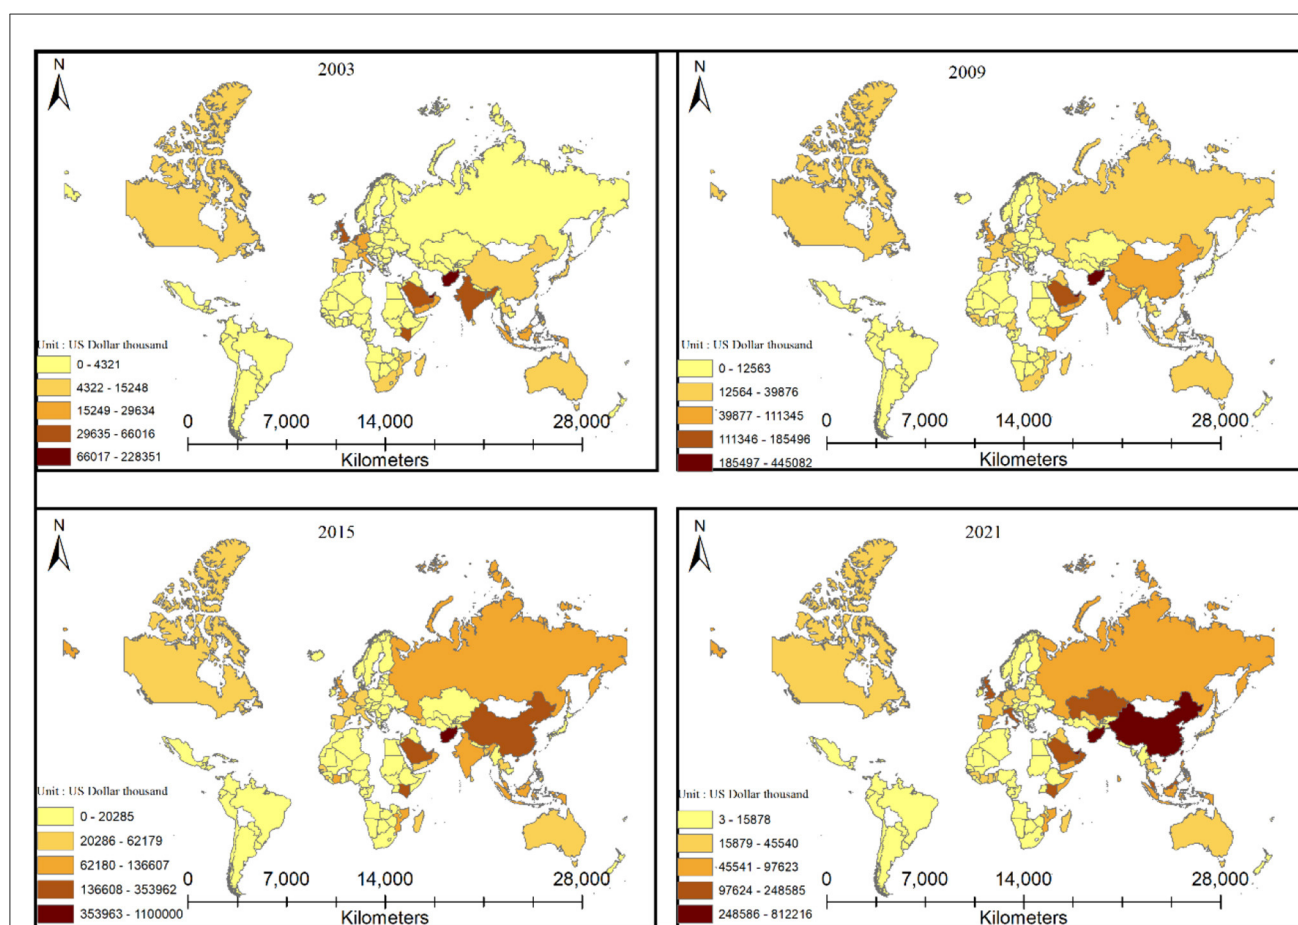 N
2003
Unit : US Dollar thousand
0 - 4321
4322 - 15248
15249 - 29634
29635 - 66016
66017 - 228351
0 7,000 14,000 28,000
Kilometers
N
2009
Unit : US Dollar thousand
0 - 12563
12564 - 39876
39877 - 111345
111346 - 185496
185497 - 445082
0 7,000 14,000 28,000
Kilometers
N
2015
Unit : US Dollar thousand
0 - 20285
20286 - 62179
62180 - 136607
136608 - 353962
353963 - 1100000
0 7,000 14,000 28,000
Kilometers
N
2021
Unit : US Dollar thousand
3 - 15878
15879 - 45540
45541 - 97623
97624 - 248585
248586 - 812216
0 7,000 14,000 28,000
Kilometers